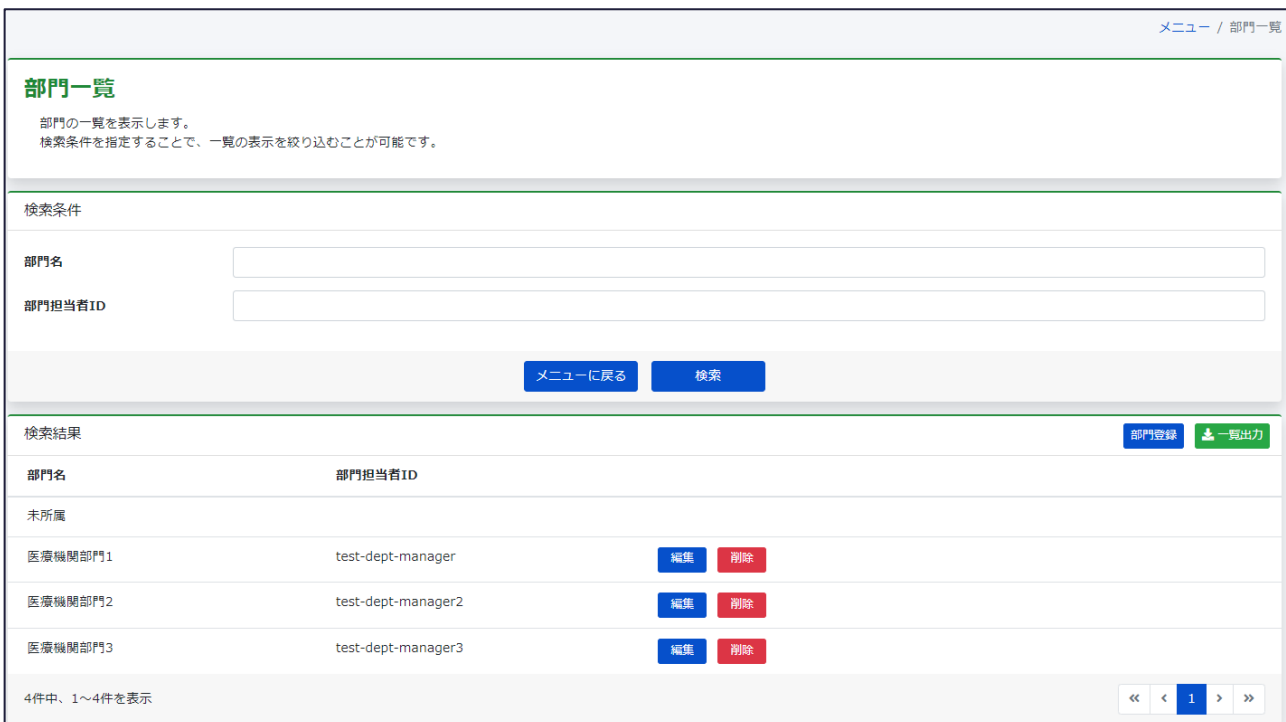 メニュー / 部門一覧
部門一覧
部門の一覧を表示します。
検索条件を指定することで、一覧の表示を絞り込むことが可能です。
検索条件
部門名
部門担当者ID
メニューに戻る 検索
検索結果 部門登録 一覧出力
部門名 部門担当者ID
未所属
医療機関部門1 test-dept-manager 編集 削除
医療機関部門2 test-dept-manager2 編集 削除
医療機関部門3 test-dept-manager3 編集 削除
4件中、1～4件を表示 « ‹ 1 › »